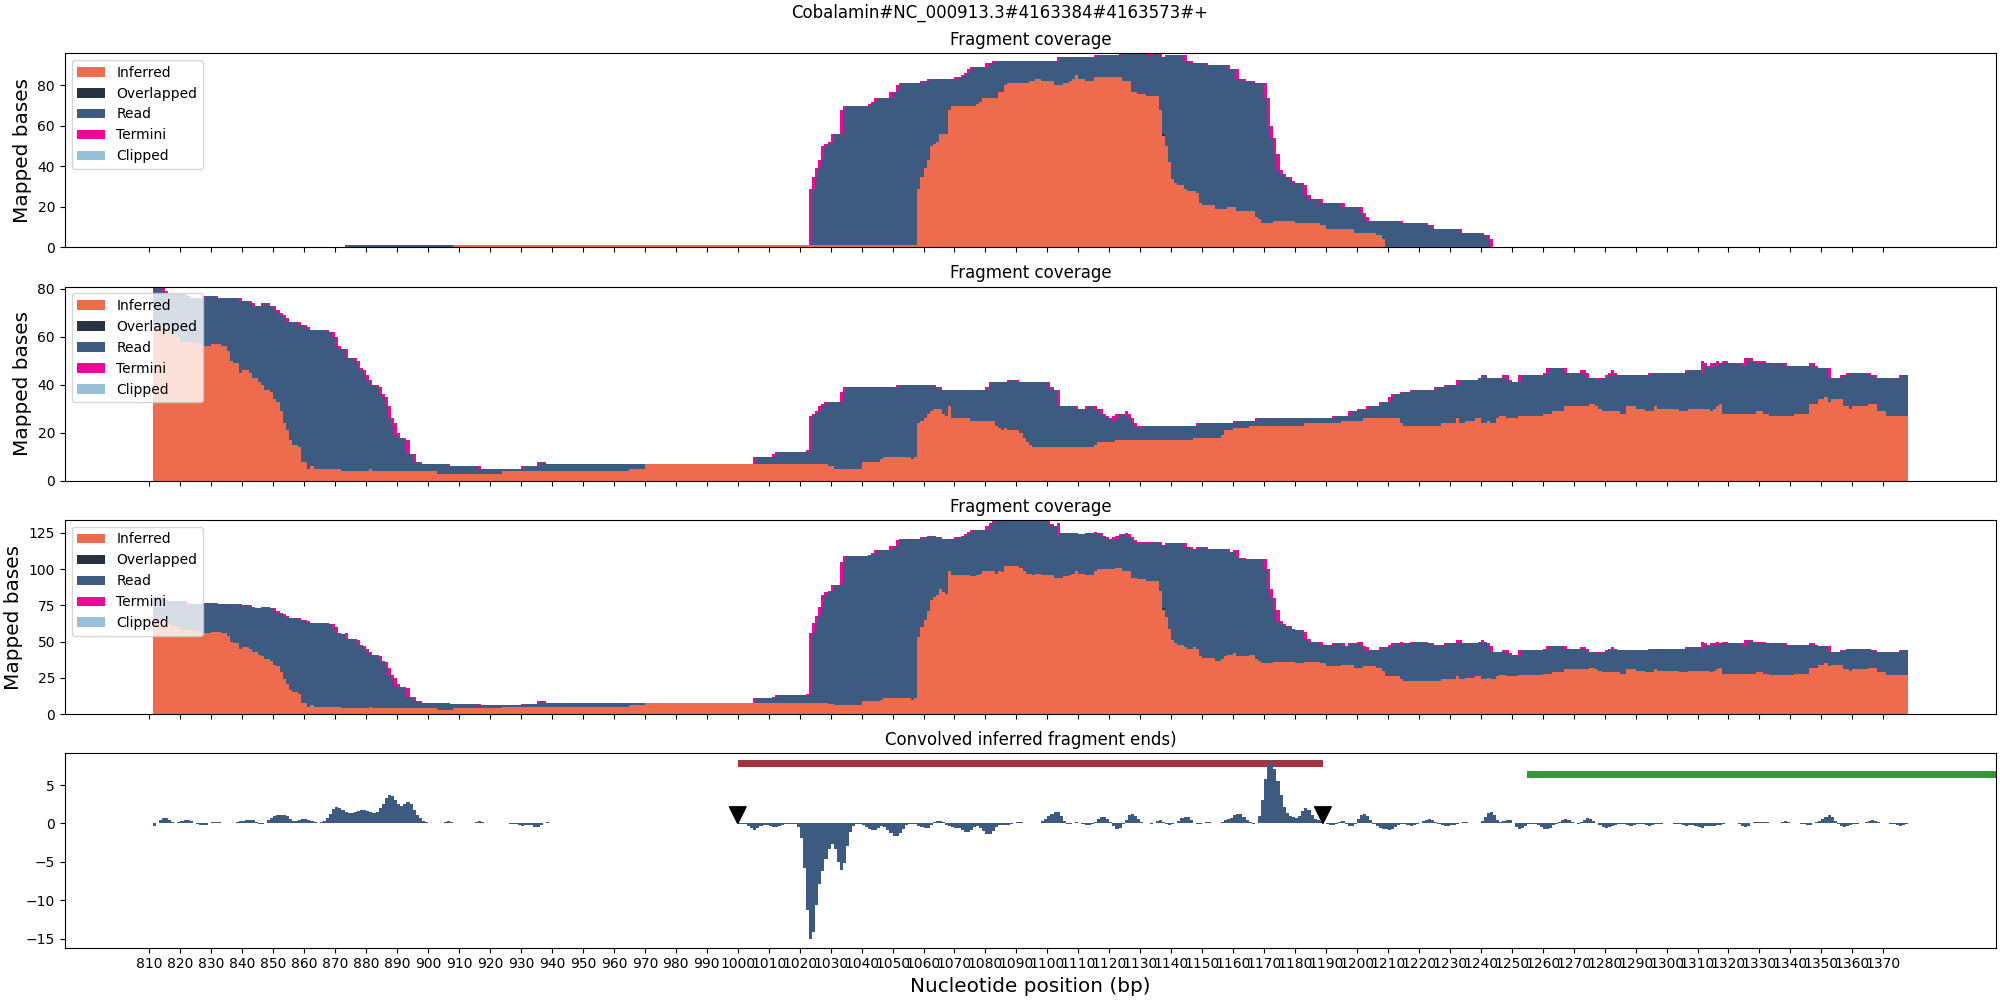 Cobalamin#NC_000913.3#4163384#4163573#+
Fragment coverage
Mapped bases
80
60
40
20
0
Inferred
Overlapped
Read
Termini
Clipped
Fragment coverage
Mapped bases
80
60
40
20
0
Inferred
Overlapped
Read
Termini
Clipped
Fragment coverage
Mapped bases
125
100
75
50
25
0
Inferred
Overlapped
Read
Termini
Clipped
Convolved inferred fragment ends)
5
0
−5
−10
−15
810 820 830 840 850 860 870 880 890 900 910 920 930 940 950 960 970 980 990 1000 1010 1020 1030 1040 1050 1060 1070 1080 1090 1100 1110 1120 1130 1140 1150 1160 1170 1180 1190 1200 1210 1220 1230 1240 1250 1260 1270 1280 1290 1300 1310 1320 1330 1340 1350 1360 1370
Nucleotide position (bp)